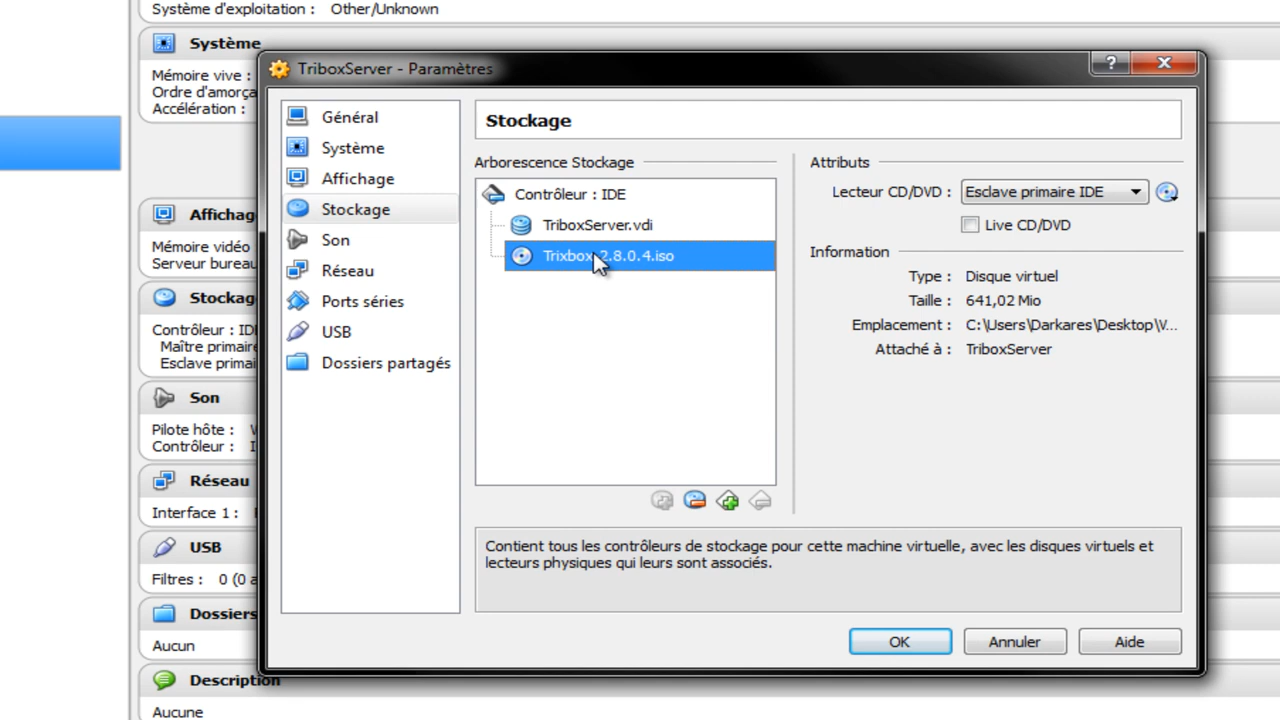 Système d'exploitation : Other/Unknown
Système
Mémoire vive :
Ordre d'amorça
Accélération :
Affichag
Mémoire vidéo
Serveur bureau
Stockag
Contrôleur : IDE
Maître primaire
Esclave primai
Son
Pilote hôte :
Contrôleur :
Réseau
Interface 1 :
USB
Filtres : 0 (0 a
Dossiers
Aucun
Description
Aucune
TriboxServer - Paramètres
?
Général
Système
Affichage
Stockage
Son
Réseau
Ports séries
USB
Dossiers partagés
Stockage
Arborescence Stockage
Contrôleur : IDE
TriboxServer.vdi
Trixbox-2.8.0.4.iso
Attributs
Lecteur CD/DVD : Esclave primaire IDE
Live CD/DVD
Information
Type : Disque virtuel
Taille : 641,02 Mio
Emplacement : C:\Users\Darkares\Desktop\V...
Attaché à : TriboxServer
Contient tous les contrôleurs de stockage pour cette machine virtuelle, avec les disques virtuels et
lecteurs physiques qui leurs sont associés.
OK Annuler Aide